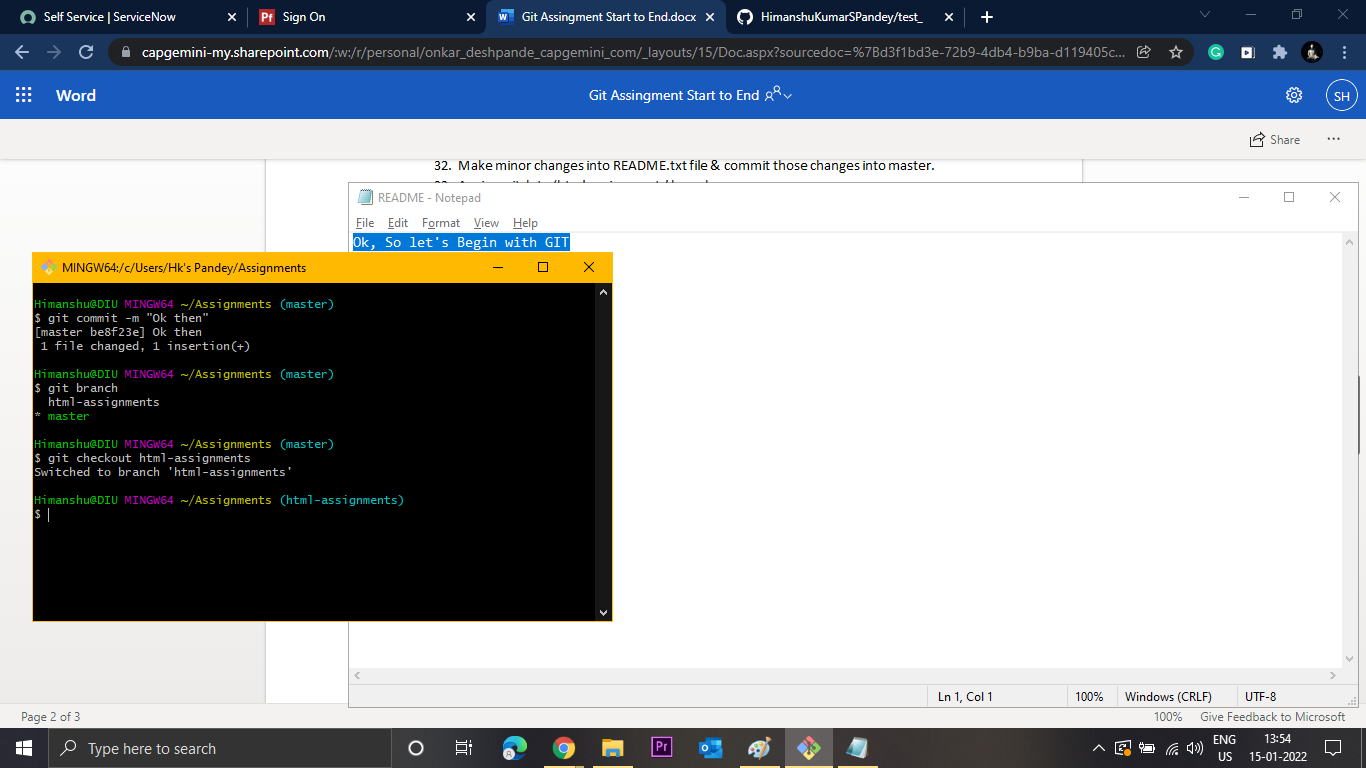 Self Service | ServiceNow
Pf Sign On
Git Assingment Start to End.docx
HimanshuKumarSPandey/test_
capgemini-my.sharepoint.com/:w:/r/personal/onkar_deshpande_capgemini_com/_layouts/15/Doc.aspx?sourcedoc=%7Bd3f1bd3e-72b9-4db4-b9ba-d119405c...
Word
Git Assingment Start to End
SH
Share
32. Make minor changes into README.txt file & commit those changes into master.
README - Notepad
File Edit Format View Help
Ok, So let's Begin with GIT
MINGW64:/c/Users/Hk's Pandey/Assignments
Himanshu@DIU MINGW64 ~/Assignments (master)
$ git commit -m "Ok then"
[master be8f23e] Ok then
1 file changed, 1 insertion(+)
Himanshu@DIU MINGW64 ~/Assignments (master)
$ git branch
html-assignments
* master
Himanshu@DIU MINGW64 ~/Assignments (master)
$ git checkout html-assignments
Switched to branch 'html-assignments'
Himanshu@DIU MINGW64 ~/Assignments (html-assignments)
$
Ln 1, Col 1
100%
Windows (CRLF)
UTF-8
Page 2 of 3
100%
Give Feedback to Microsoft
Type here to search
Pr
ENG
US
13:54
15-01-2022